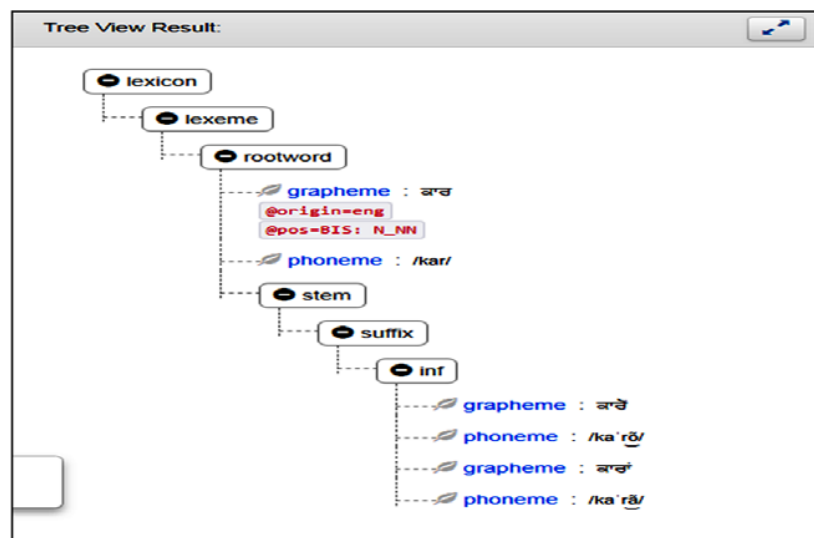 Tree View Result:
lexicon
lexeme
rootword
grapheme : ਕਾਰ
@origin=eng
@pos=BIS: N_NN
phoneme : /kar/
stem
suffix
inf
grapheme : ਕਾਰੋਂ
phoneme : /kaˈrõ̲/
grapheme : ਕਾਰਾਂ
phoneme : /kaˈrã̲/